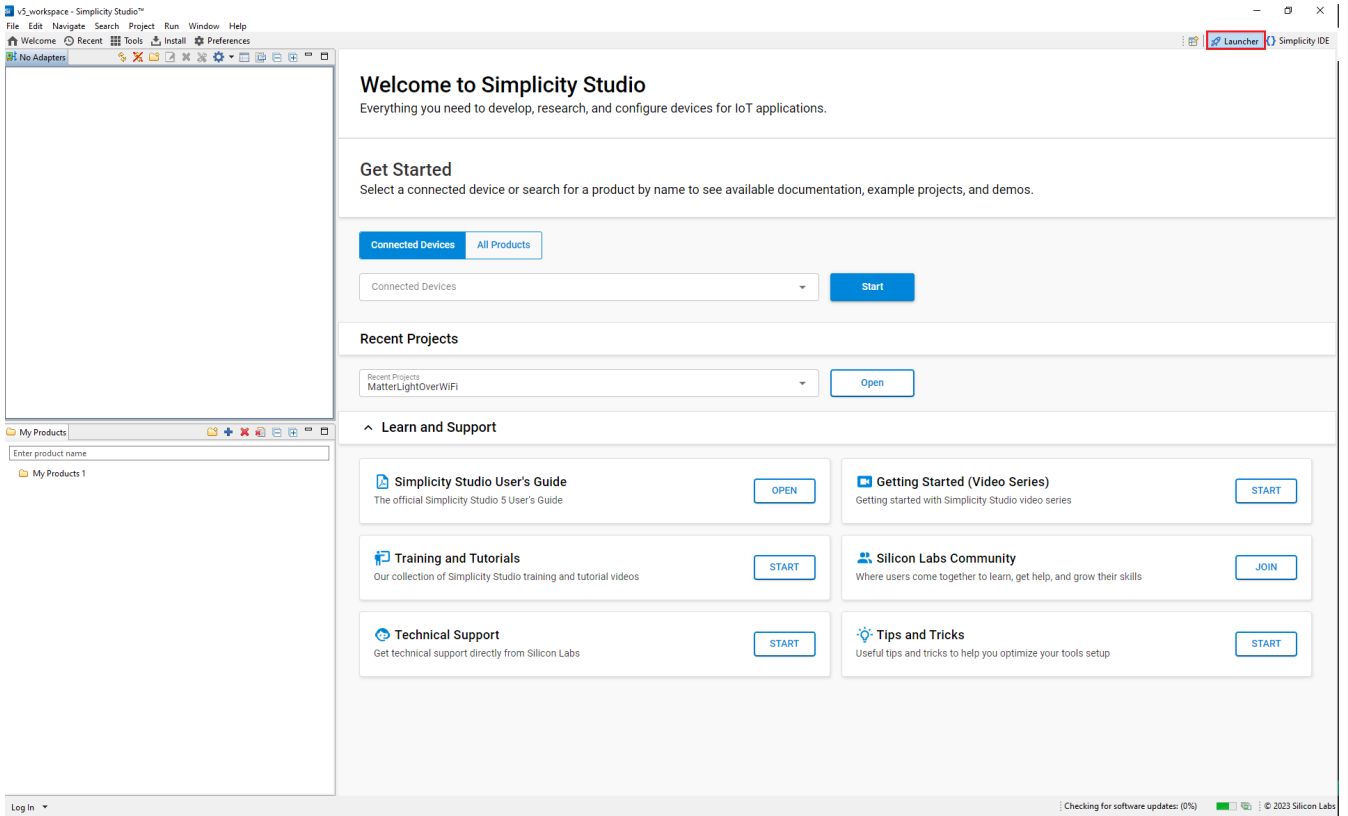 v5_workspace - Simplicity Studio™
File Edit Navigate Search Project Run Window Help
Welcome Recent Tools Install Preferences
Launcher Simplicity IDE
No Adapters
Welcome to Simplicity Studio
Everything you need to develop, research, and configure devices for IoT applications.
Get Started
Select a connected device or search for a product by name to see available documentation, example projects, and demos.
Connected Devices All Products
Connected Devices Start
Recent Projects
Recent Projects
MatterLightOverWiFi Open
My Products
Enter product name
My Products 1
Learn and Support
Simplicity Studio User's Guide
The official Simplicity Studio 5 User's Guide
OPEN
Getting Started (Video Series)
Getting started with Simplicity Studio video series
START
Training and Tutorials
Our collection of Simplicity Studio training and tutorial videos
START
Silicon Labs Community
Where users come together to learn, get help, and grow their skills
JOIN
Technical Support
Get technical support directly from Silicon Labs
START
Tips and Tricks
Useful tips and tricks to help you optimize your tools setup
START
Log In
Checking for software updates: (0%)
© 2023 Silicon Labs